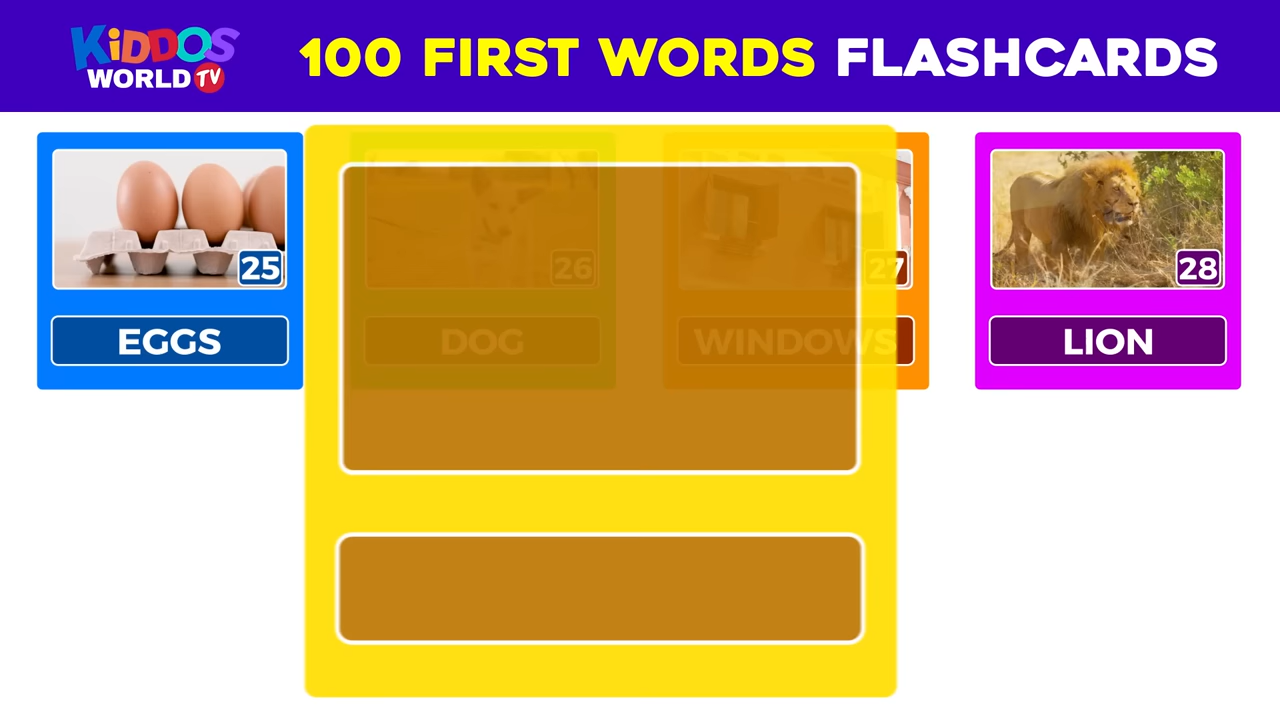 KiDDOS
WORLD TV
100 FIRST WORDS FLASHCARDS
25
26
27
28
EGGS
DOG
WINDOWS
LION